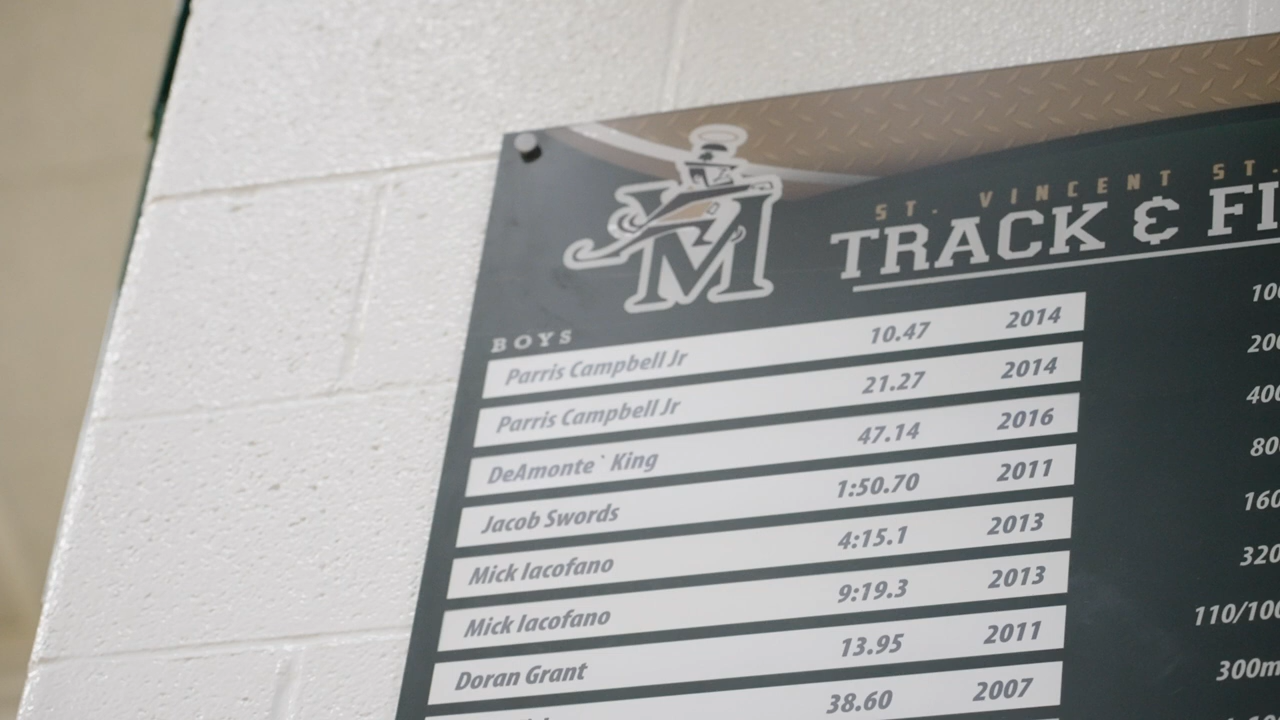 ST. VINCENT ST.
TRACK & FI
BOYS
Parris Campbell Jr 10.47 2014 100
Parris Campbell Jr 21.27 2014 200
DeAmonte` King 47.14 2016 400
Jacob Swords 1:50.70 2011 80
Mick Iacofano 4:15.1 2013 160
Mick Iacofano 9:19.3 2013 320
Doran Grant 13.95 2011 110/100
38.60 2007 300m